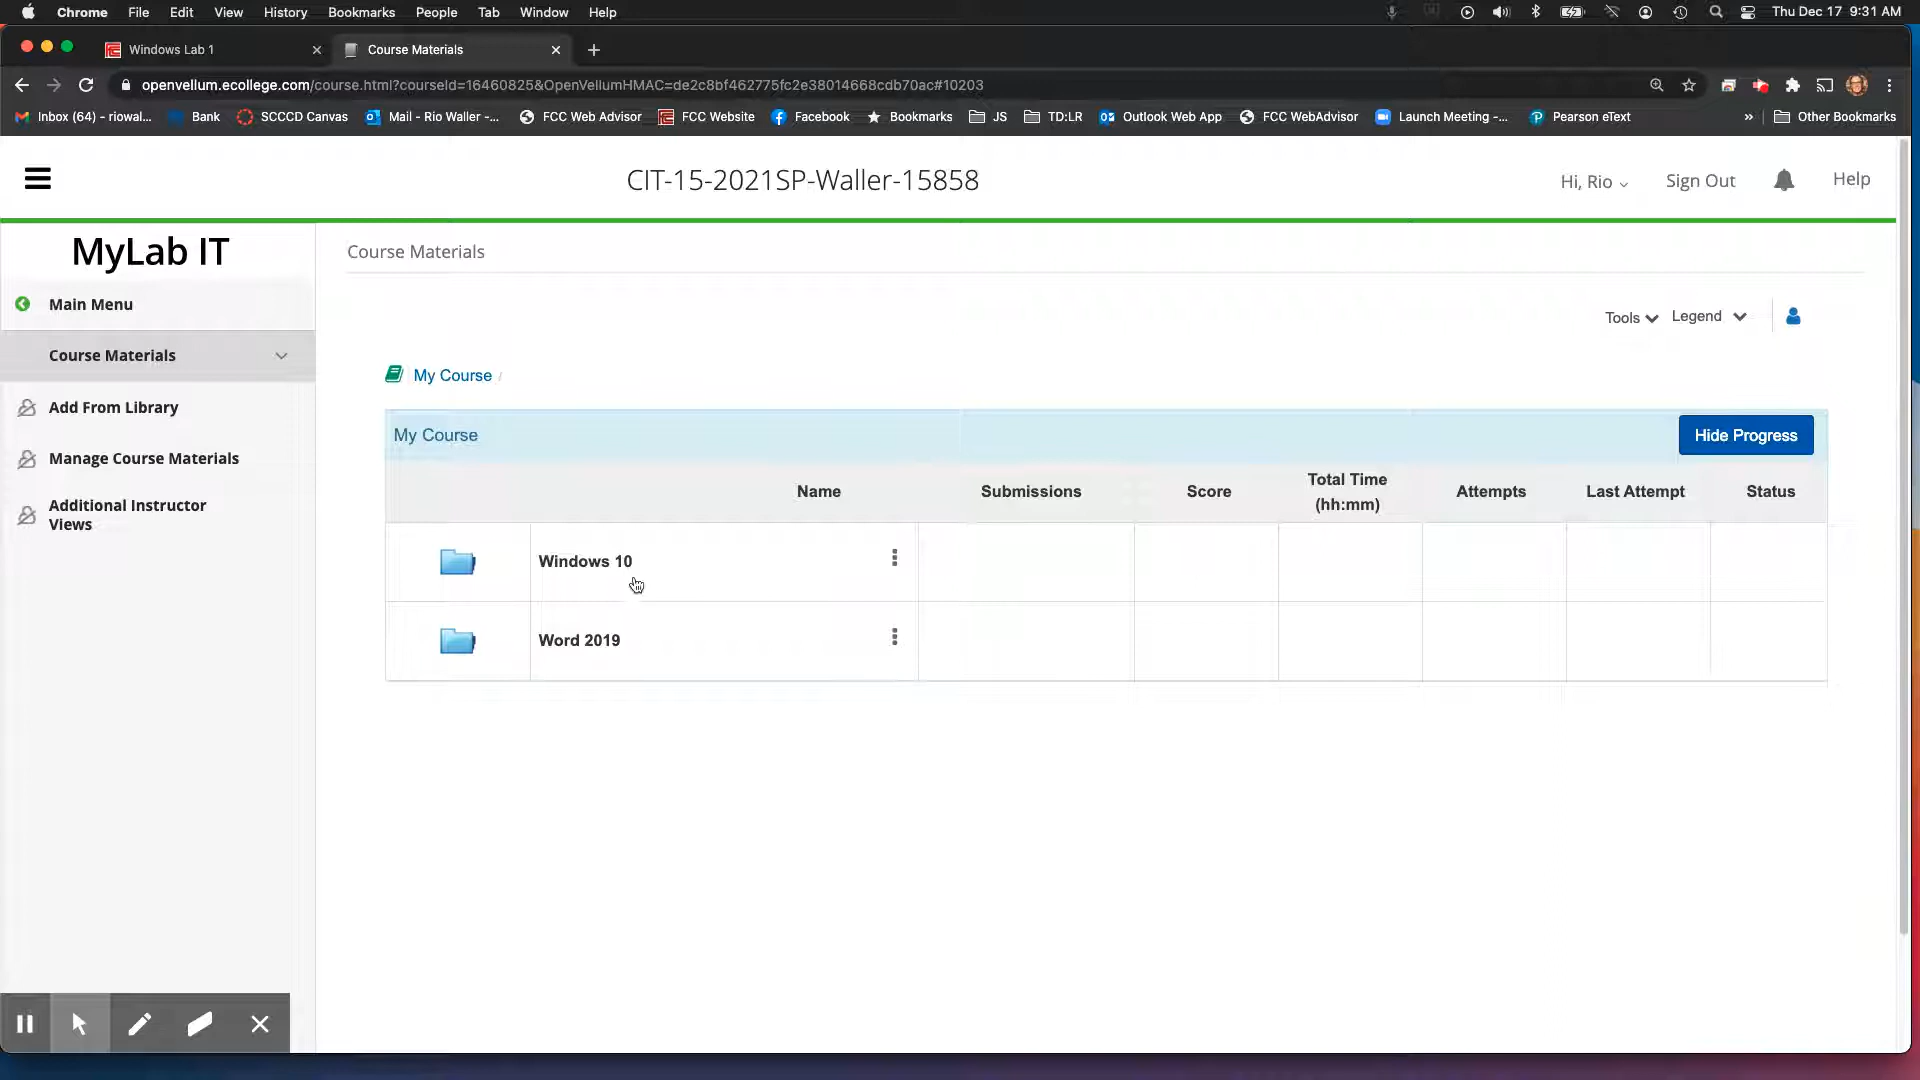 Chrome File Edit View History Bookmarks People Tab Window Help Thu Dec 17 9:31 AM
Windows Lab 1 Course Materials
openvellum.ecollege.com/course.html?courseId=16460825&OpenVellumHMAC=de2c8bf462775fc2e38014668cdb70ac#10203
Inbox (64) - riowal... Bank SCCCD Canvas Mail - Rio Waller -... FCC Web Advisor FCC Website Facebook Bookmarks JS TD:LR Outlook Web App FCC WebAdvisor Launch Meeting -... Pearson eText » Other Bookmarks
CIT-15-2021SP-Waller-15858
Hi, Rio Sign Out Help
MyLab IT
Main Menu
Course Materials
Add From Library
Manage Course Materials
Additional Instructor
Views
Course Materials
Tools Legend
My Course /
My Course Hide Progress
Name Submissions Score Total Time
(hh:mm) Attempts Last Attempt Status
Windows 10
Word 2019